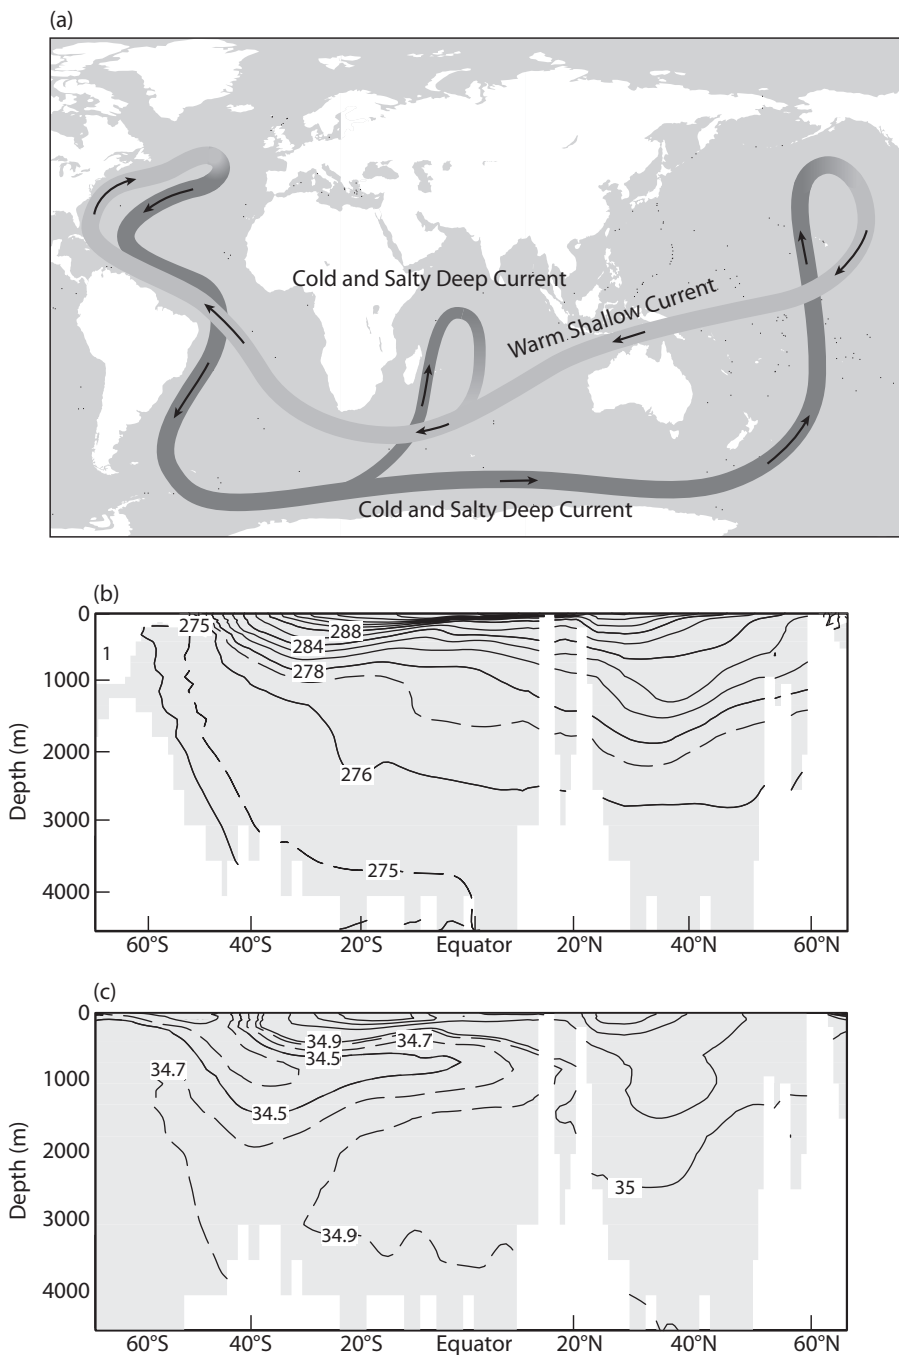 (a)
Cold and Salty Deep Current
Warm Shallow Current
Cold and Salty Deep Current
(b)
0
1000
2000
3000
4000
1
Depth (m)
275
288
284
278
276
275
60°S 40°S 20°S Equator 20°N 40°N 60°N
(c)
0
1000
2000
3000
4000
Depth (m)
34.9 34.7
34.5
34.7
34.5
35
34.9
60°S 40°S 20°S Equator 20°N 40°N 60°N